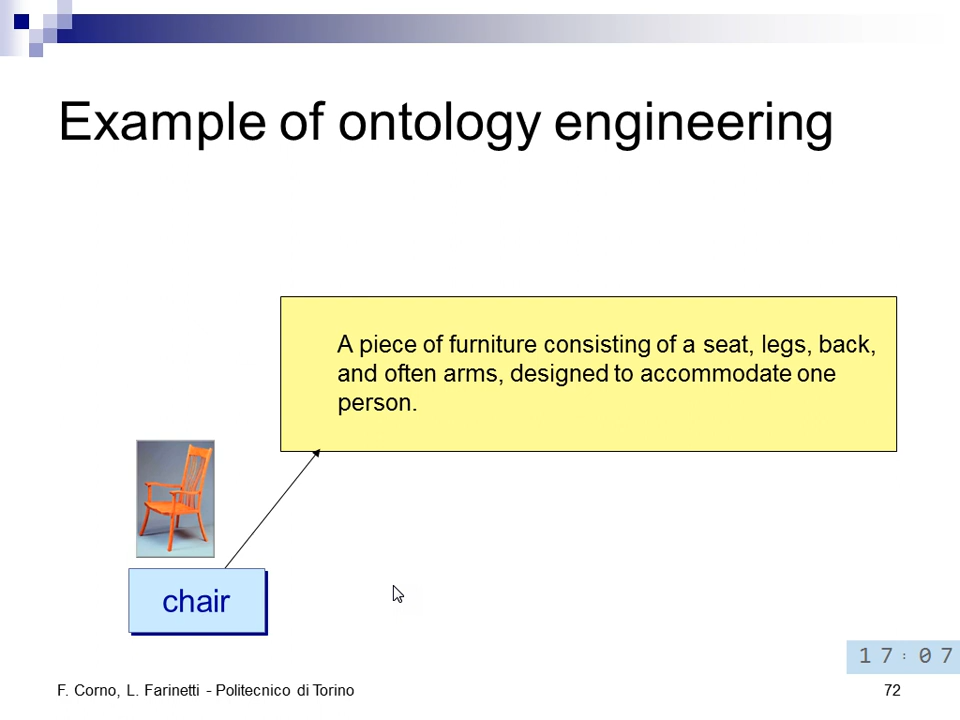 Example of ontology engineering
A piece of furniture consisting of a seat, legs, back,
and often arms, designed to accommodate one
person.
chair
17:07
F. Corno, L. Farinetti - Politecnico di Torino
72